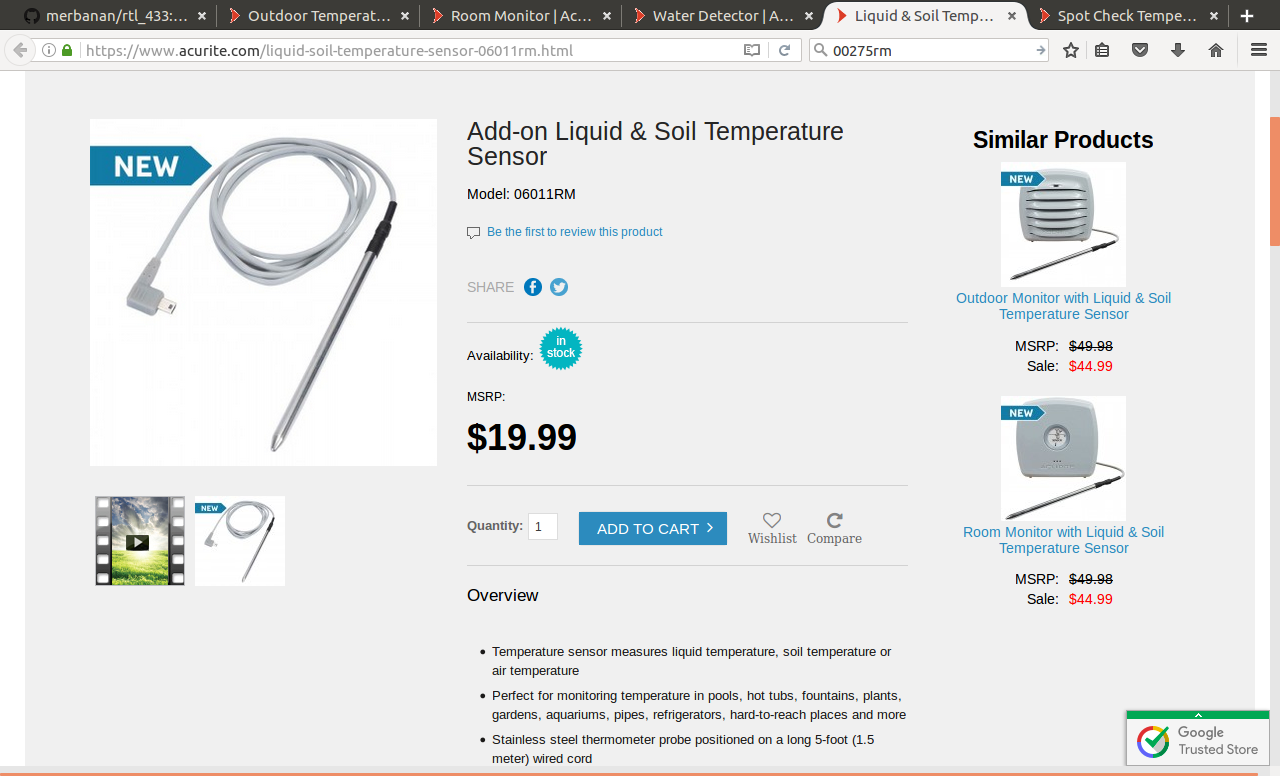 merbanan/rtl_433:…
Outdoor Temperat…
Room Monitor | Ac…
Water Detector | A…
Liquid & Soil Temp…
Spot Check Tempe…
https://www.acurite.com/liquid-soil-temperature-sensor-06011rm.html
00275rm
NEW
Add-on Liquid & Soil Temperature
Sensor
Model: 06011RM
Be the first to review this product
SHARE
Availability:
in
stock
MSRP:
$19.99
NEW
Quantity:
1
ADD TO CART
Wishlist
Compare
Overview
• Temperature sensor measures liquid temperature, soil temperature or
air temperature
• Perfect for monitoring temperature in pools, hot tubs, fountains, plants,
gardens, aquariums, pipes, refrigerators, hard-to-reach places and more
• Stainless steel thermometer probe positioned on a long 5-foot (1.5
meter) wired cord
Similar Products
NEW
Outdoor Monitor with Liquid & Soil
Temperature Sensor
MSRP: $49.98
Sale: $44.99
NEW
Room Monitor with Liquid & Soil
Temperature Sensor
MSRP: $49.98
Sale: $44.99
Google
Trusted Store